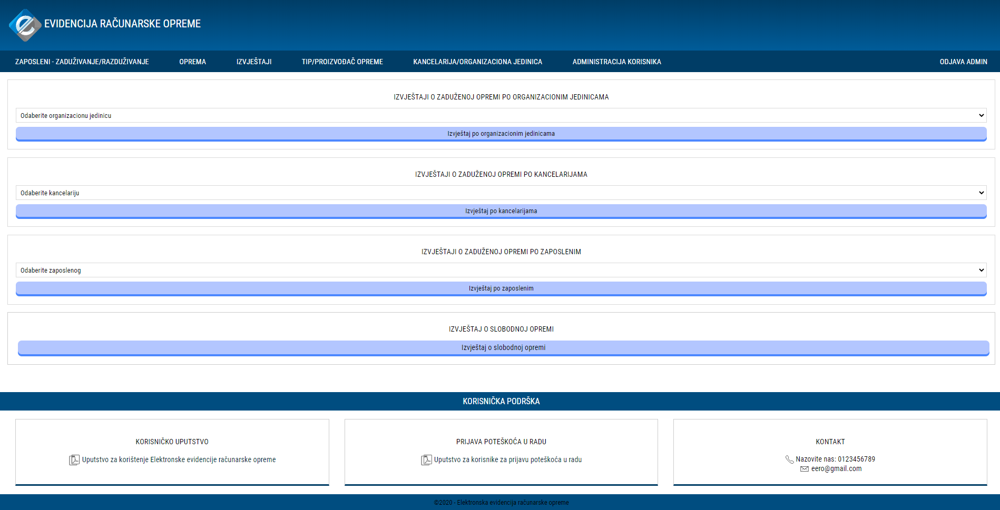 EVIDENCIJA RAČUNARSKE OPREME
ZAPOSLENI - ZADUŽIVANJE/RAZDUŽIVANJE OPREMA IZVJEŠTAJI TIP/PROIZVOĐAČ OPREME KANCELARIJA/ORGANIZACIONA JEDINICA ADMINISTRACIJA KORISNIKA ODJAVA ADMIN
IZVJEŠTAJI O ZADUŽENOJ OPREMI PO ORGANIZACIONIM JEDINICAMA
Odaberite organizacionu jedinicu
Izvještaj po organizacionim jedinicama
IZVJEŠTAJI O ZADUŽENOJ OPREMI PO KANCELARIJAMA
Odaberite kancelariju
Izvještaj po kancelarijama
IZVJEŠTAJI O ZADUŽENOJ OPREMI PO ZAPOSLENIM
Odaberite zaposlenog
Izvještaj po zaposlenim
IZVJEŠTAJ O SLOBODNOJ OPREMI
Izvještaj o slobodnoj opremi
KORISNIČKA PODRŠKA
KORISNIČKO UPUTSTVO
Uputstvo za korištenje Elektronske evidencije računarske opreme
PRIJAVA POTEŠKOĆA U RADU
Uputstvo za korisnike za prijavu poteškoća u radu
KONTAKT
Nazovite nas: 0123456789
eero@gmail.com
©2020 - Elektronska evidencija računarske opreme